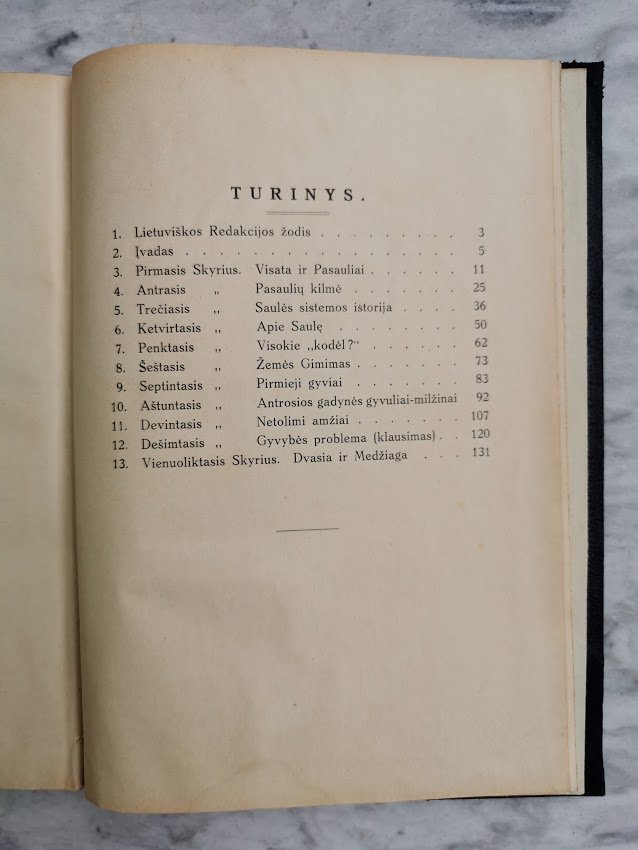 TURINYS.
1. Lietuviškos Redakcijos žodis . . . . . . . . 3
2. Įvadas . . . . . . . . . . . . . . . . 5
3. Pirmasis Skyrius. Visata ir Pasauliai . . . . . . 11
4. Antrasis „ Pasaulių kilmė . . . . . . . 25
5. Trečiasis „ Saulės sistemos istorija . . . . 36
6. Ketvirtasis „ Apie Saulę . . . . . . . . 50
7. Penktasis „ Visokie „kodėl?“ . . . . . . 62
8. Šeštasis „ Žemės Gimimas . . . . . . . 73
9. Septintasis „ Pirmieji gyviai . . . . . . . 83
10. Aštuntasis „ Antrosios gadynės gyvuliai-milžinai 92
11. Devintasis „ Netolimi amžiai . . . . . . . 107
12. Dešimtasis „ Gyvybės problema (klausimas) . . 120
13. Vienuoliktasis Skyrius. Dvasia ir Medžiaga . . . 131